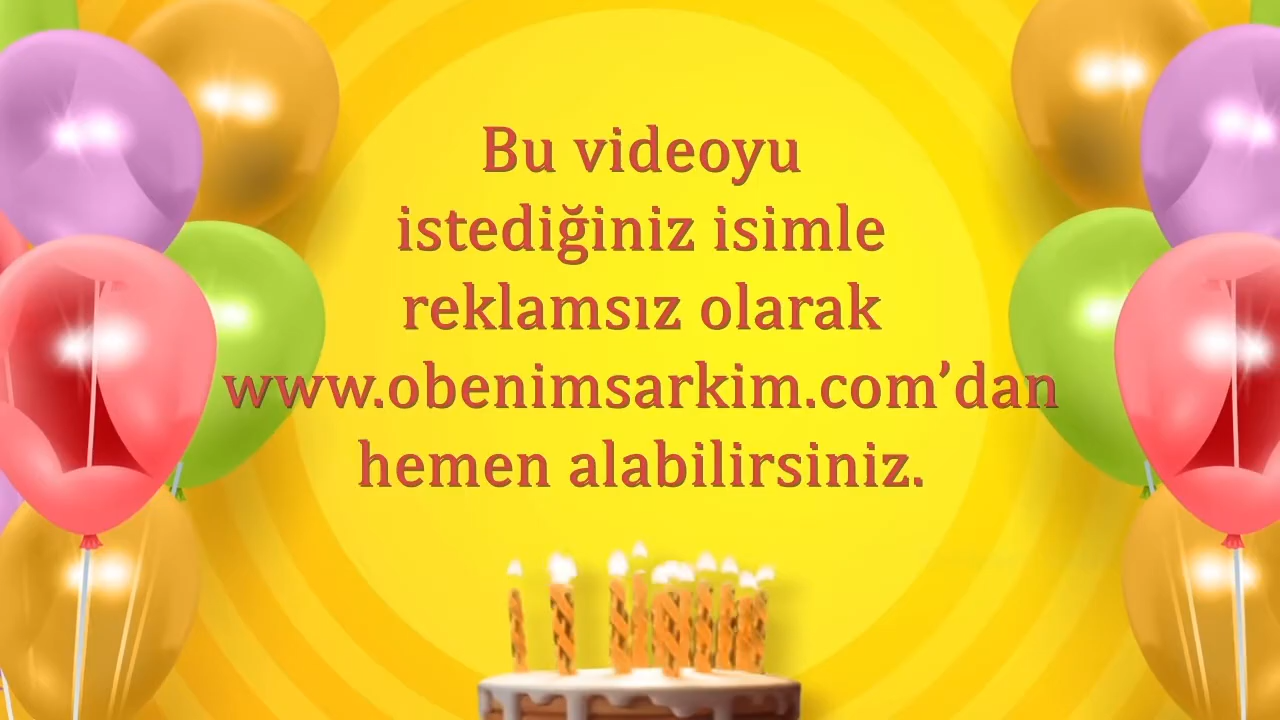 Bu videoyu
istediğiniz isimle
reklamsız olarak
www.obenimsarkim.com’dan
hemen alabilirsiniz.